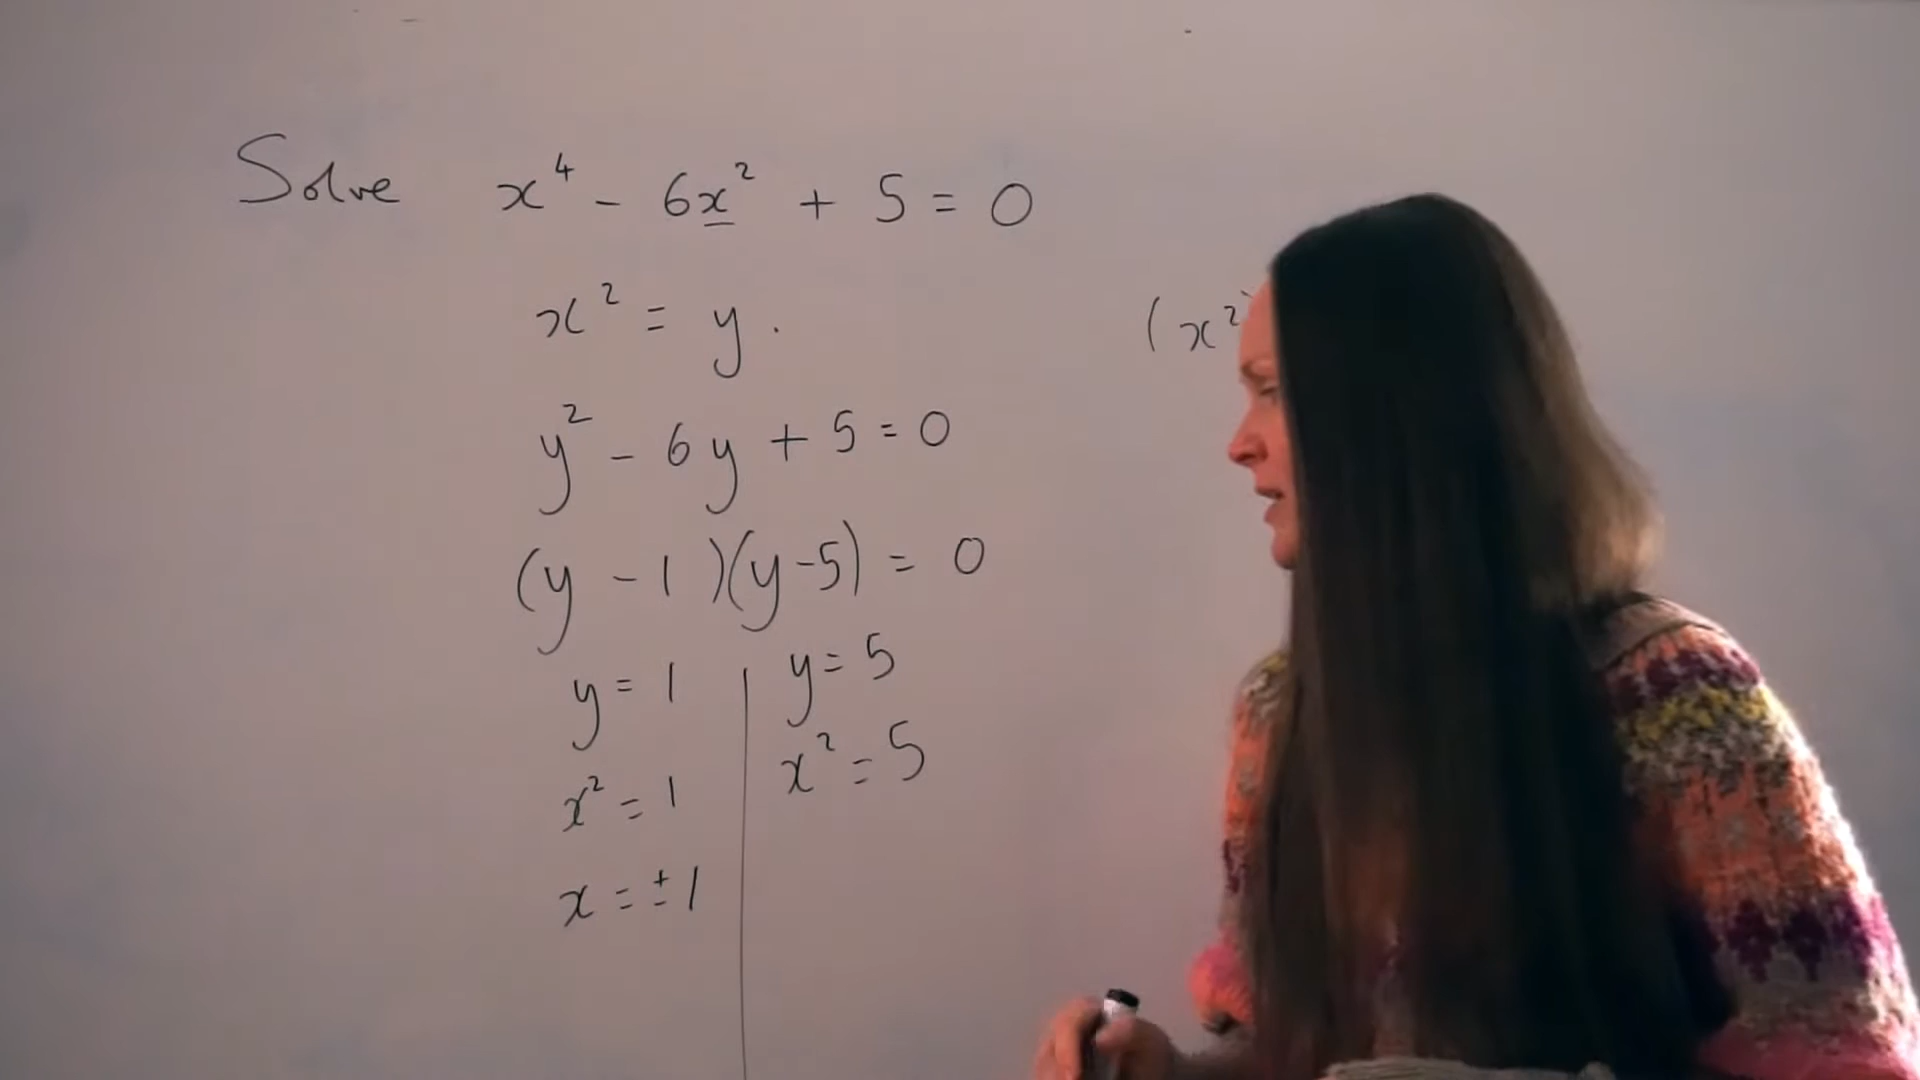 Solve x⁴ - 6x² + 5 = 0
x² = y.
(x²)
y² - 6y + 5 = 0
(y - 1)(y - 5) = 0
y = 1
x² = 1
x = ±1
y = 5
x² = 5